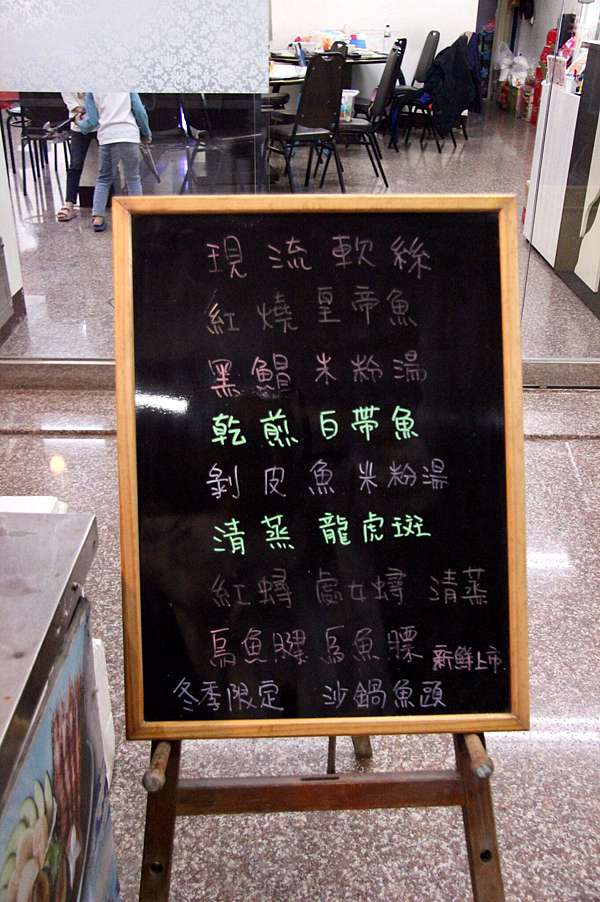 現流軟絲
紅燒皇帝魚
黑鯧米粉湯
乾煎白帶魚
剝皮魚米粉湯
清蒸龍虎斑
紅蟳 處女蟳 清蒸
烏魚膠 烏魚鰾 新鮮上市
冬季限定 沙鍋魚頭